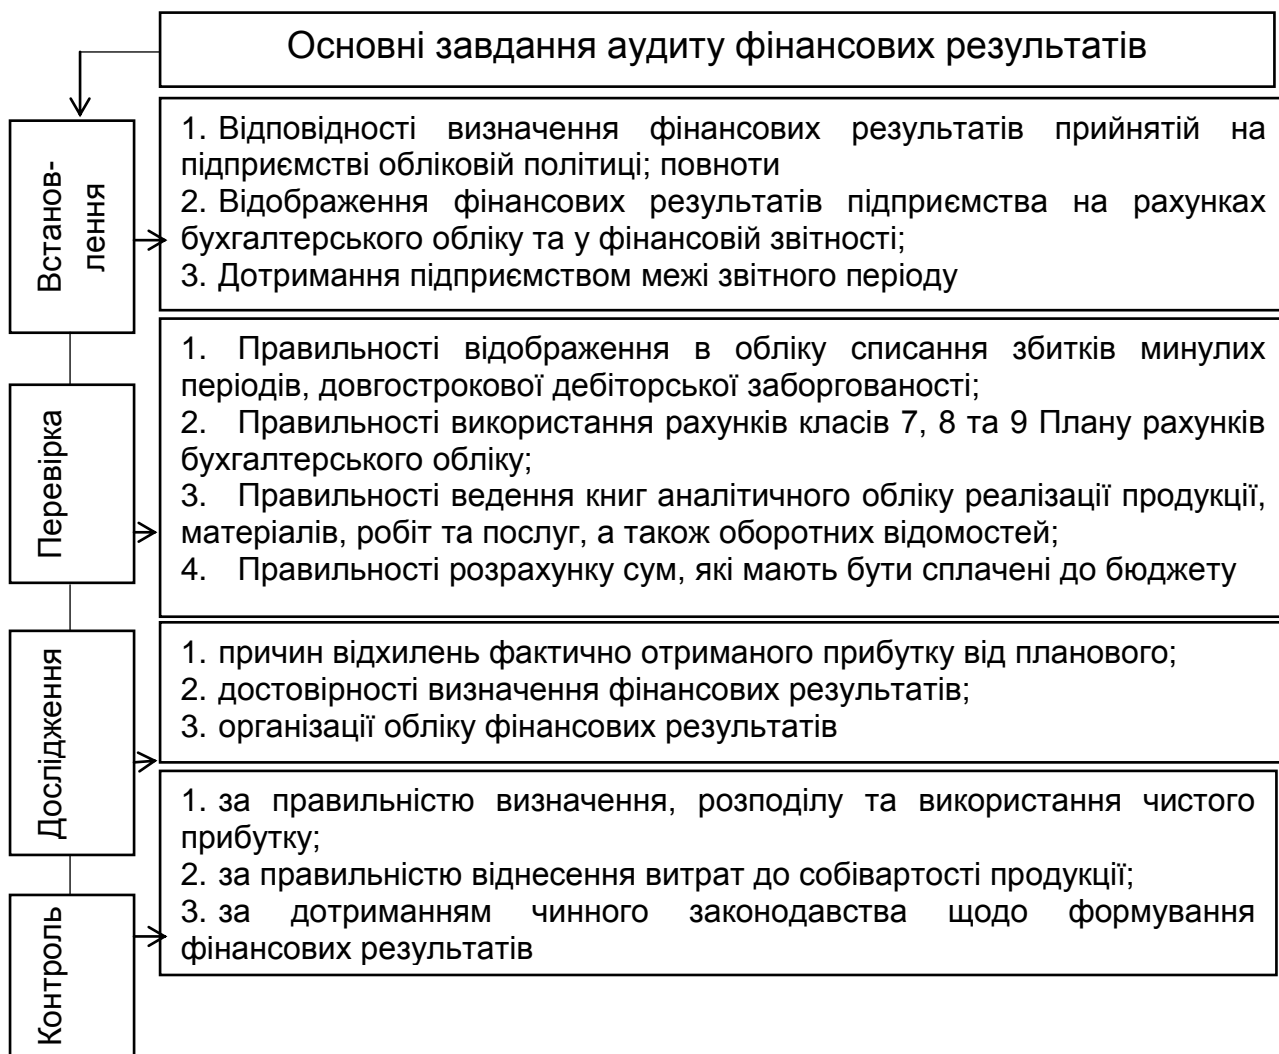 Основні завдання аудиту фінансових результатів
Встанов-
лення
1. Відповідності визначення фінансових результатів прийнятій на
підприємстві обліковій політиці; повноти
2. Відображення фінансових результатів підприємства на рахунках
бухгалтерського обліку та у фінансовій звітності;
3. Дотримання підприємством межі звітного періоду
Перевірка
1. Правильності відображення в обліку списання збитків минулих
періодів, довгострокової дебіторської заборгованості;
2. Правильності використання рахунків класів 7, 8 та 9 Плану рахунків
бухгалтерського обліку;
3. Правильності ведення книг аналітичного обліку реалізації продукції,
матеріалів, робіт та послуг, а також оборотних відомостей;
4. Правильності розрахунку сум, які мають бути сплачені до бюджету
Дослідження
1. причин відхилень фактично отриманого прибутку від планового;
2. достовірності визначення фінансових результатів;
3. організації обліку фінансових результатів
Контроль
1. за правильністю визначення, розподілу та використання чистого
прибутку;
2. за правильністю віднесення витрат до собівартості продукції;
3. за дотриманням чинного законодавства щодо формування
фінансових результатів